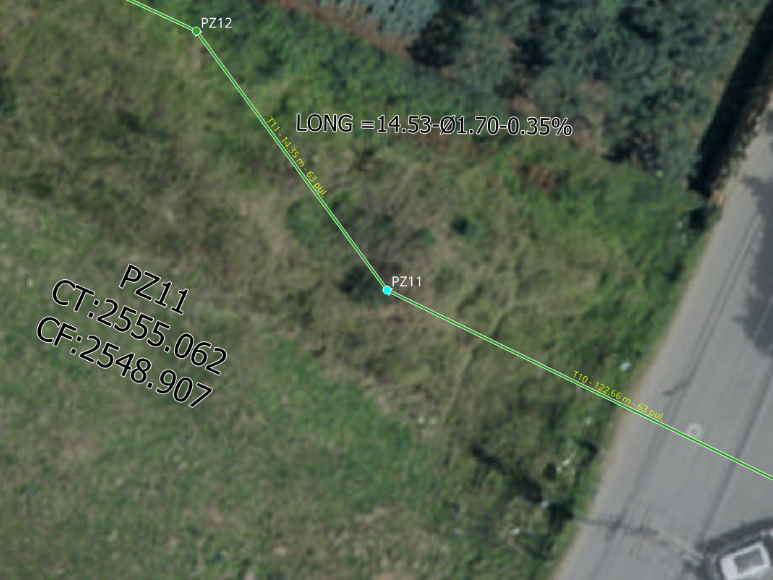 PZ12
LONG =14.53-Ø1.70-0.35%
T11 - 14.35 m - 63 pul.
PZ11
PZ11
CT:2555.062
CF:2548.907
T10 - 122.66 m - 63 pul.